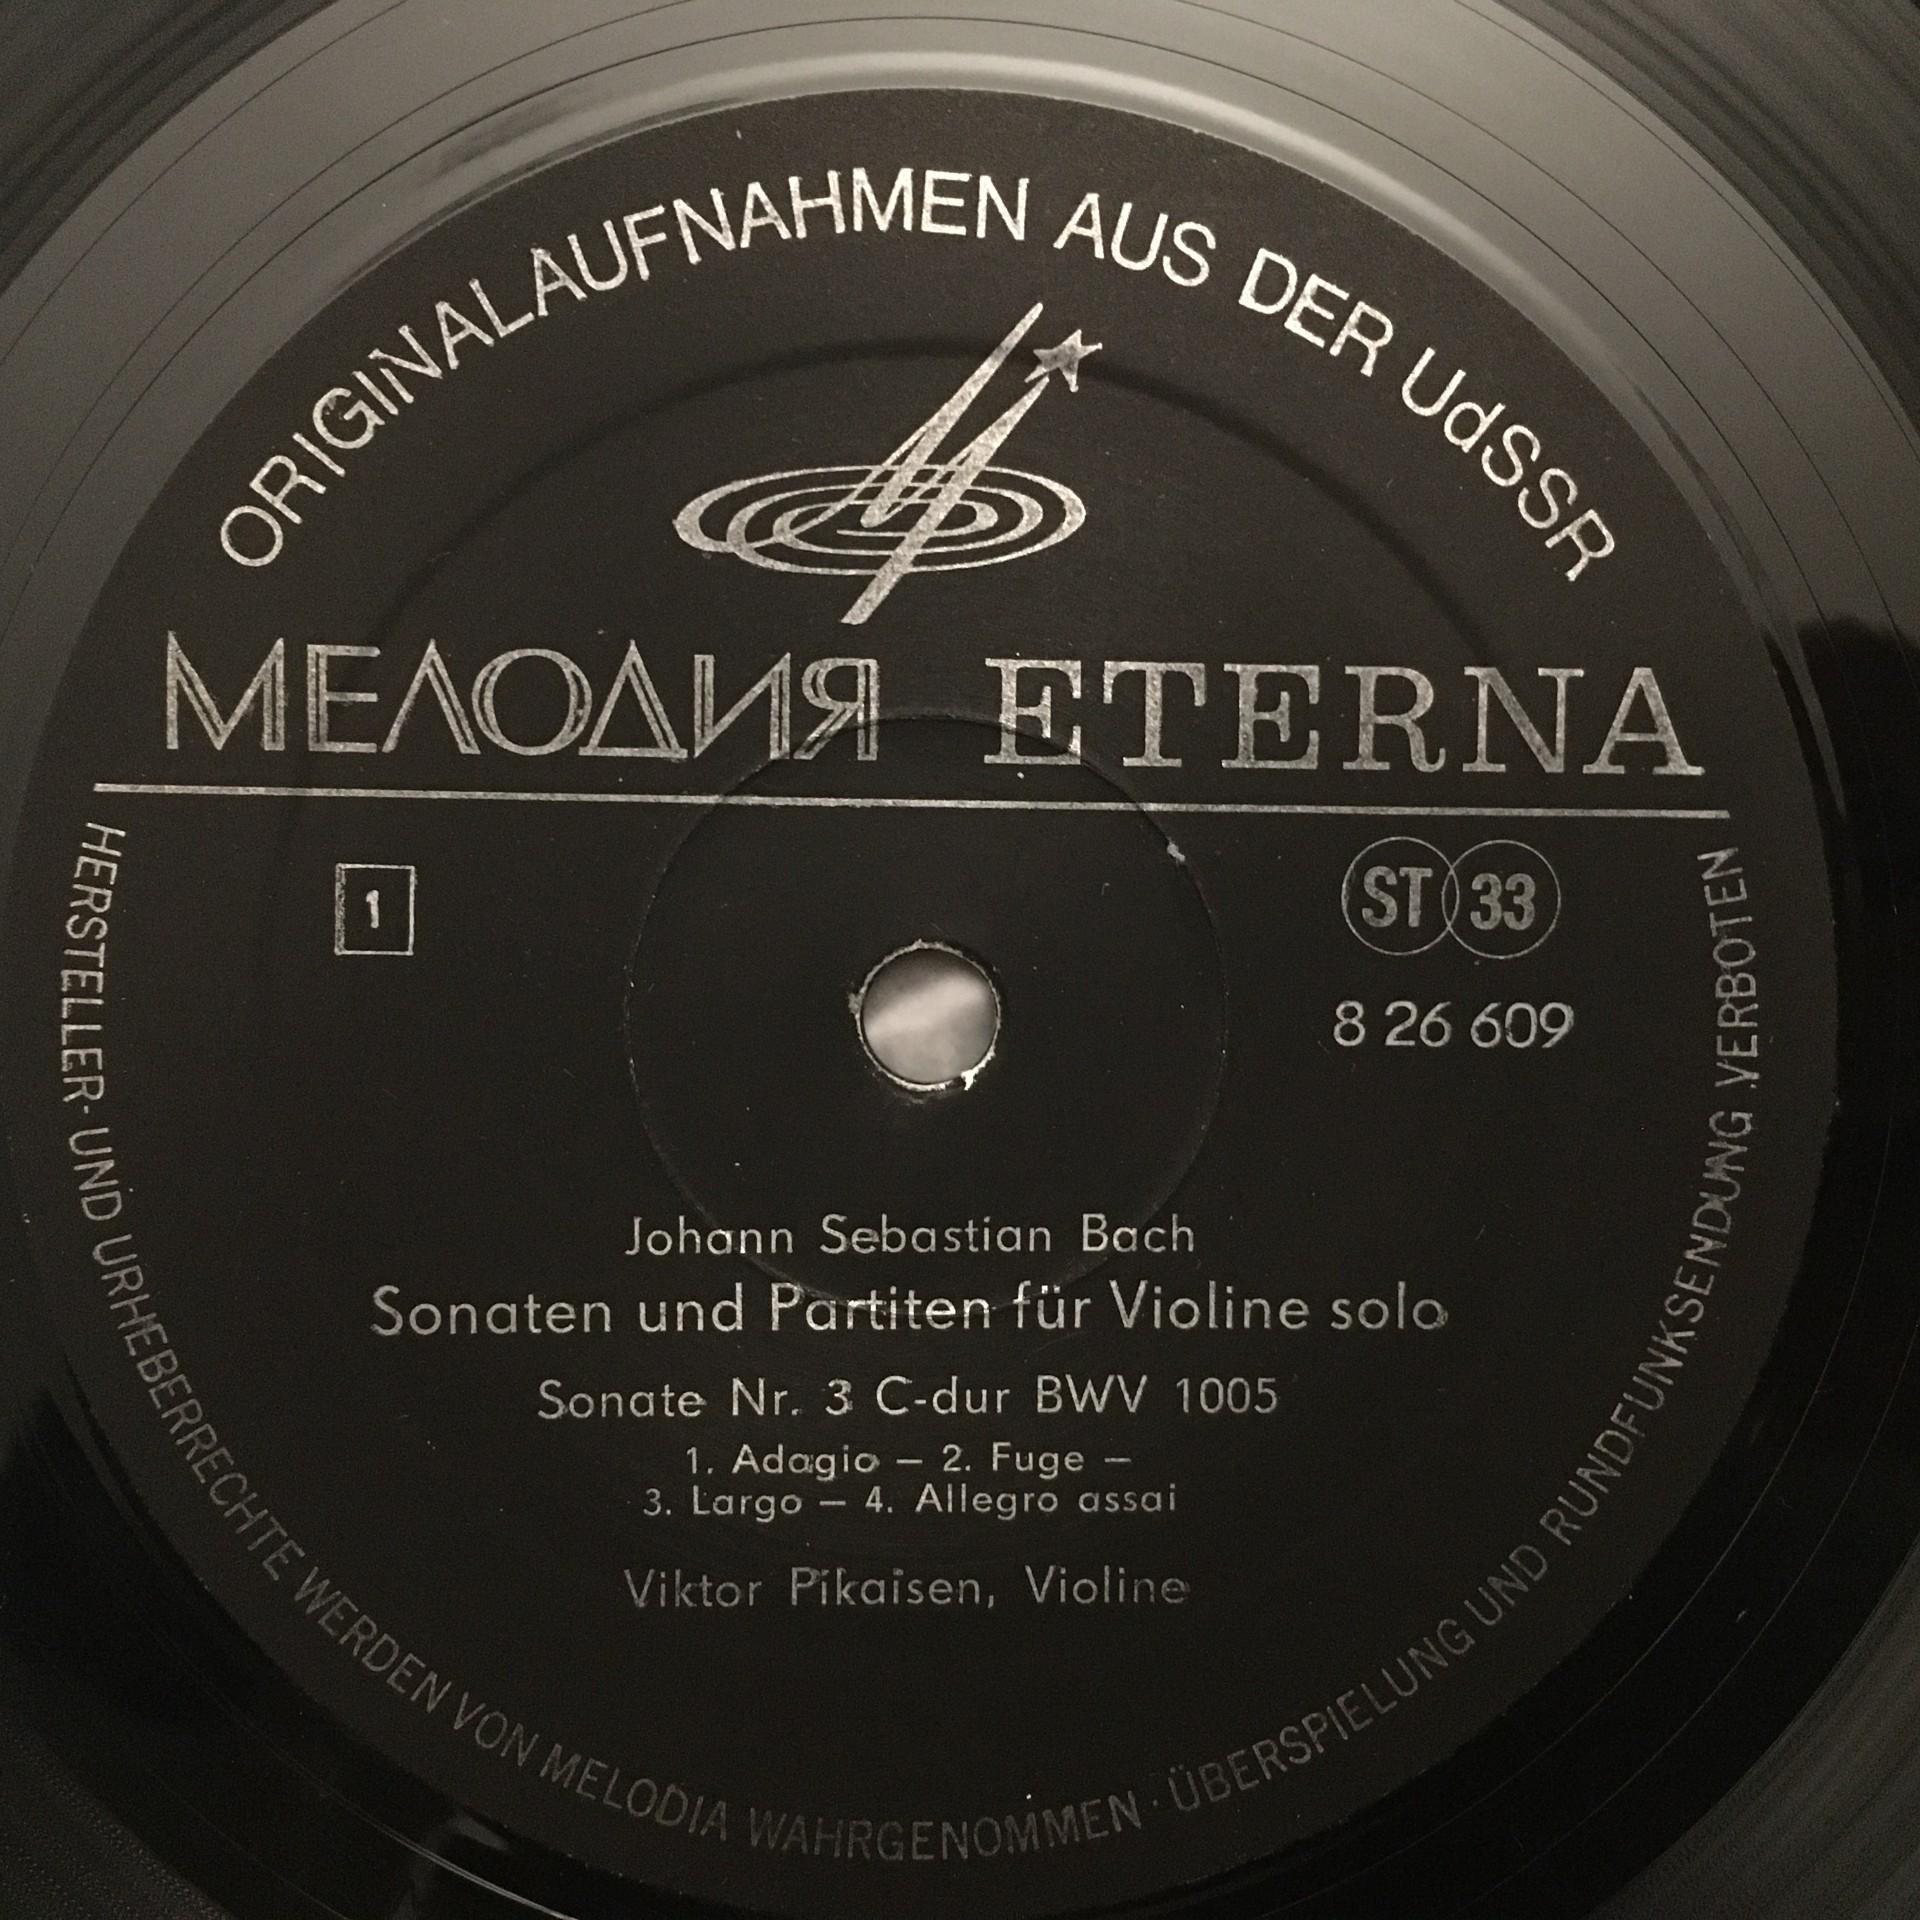 ORIGINALAUFNAHMEN AUS DER UdSSR
МЕЛОДИЯ ETERNA
1
ST 33
8 26 609
Johann Sebastian Bach
Sonaten und Partiten für Violine solo
Sonate Nr. 3 C-dur BWV 1005
1. Adagio – 2. Fuge –
3. Largo – 4. Allegro assai
Viktor Pikaisen, Violine
HERSTELLER- UND URHEBERRECHTE WERDEN VON MELODIA WAHRGENOMMEN · ÜBERSPIELUNG UND RUNDFUNKSENDUNG VERBOTEN